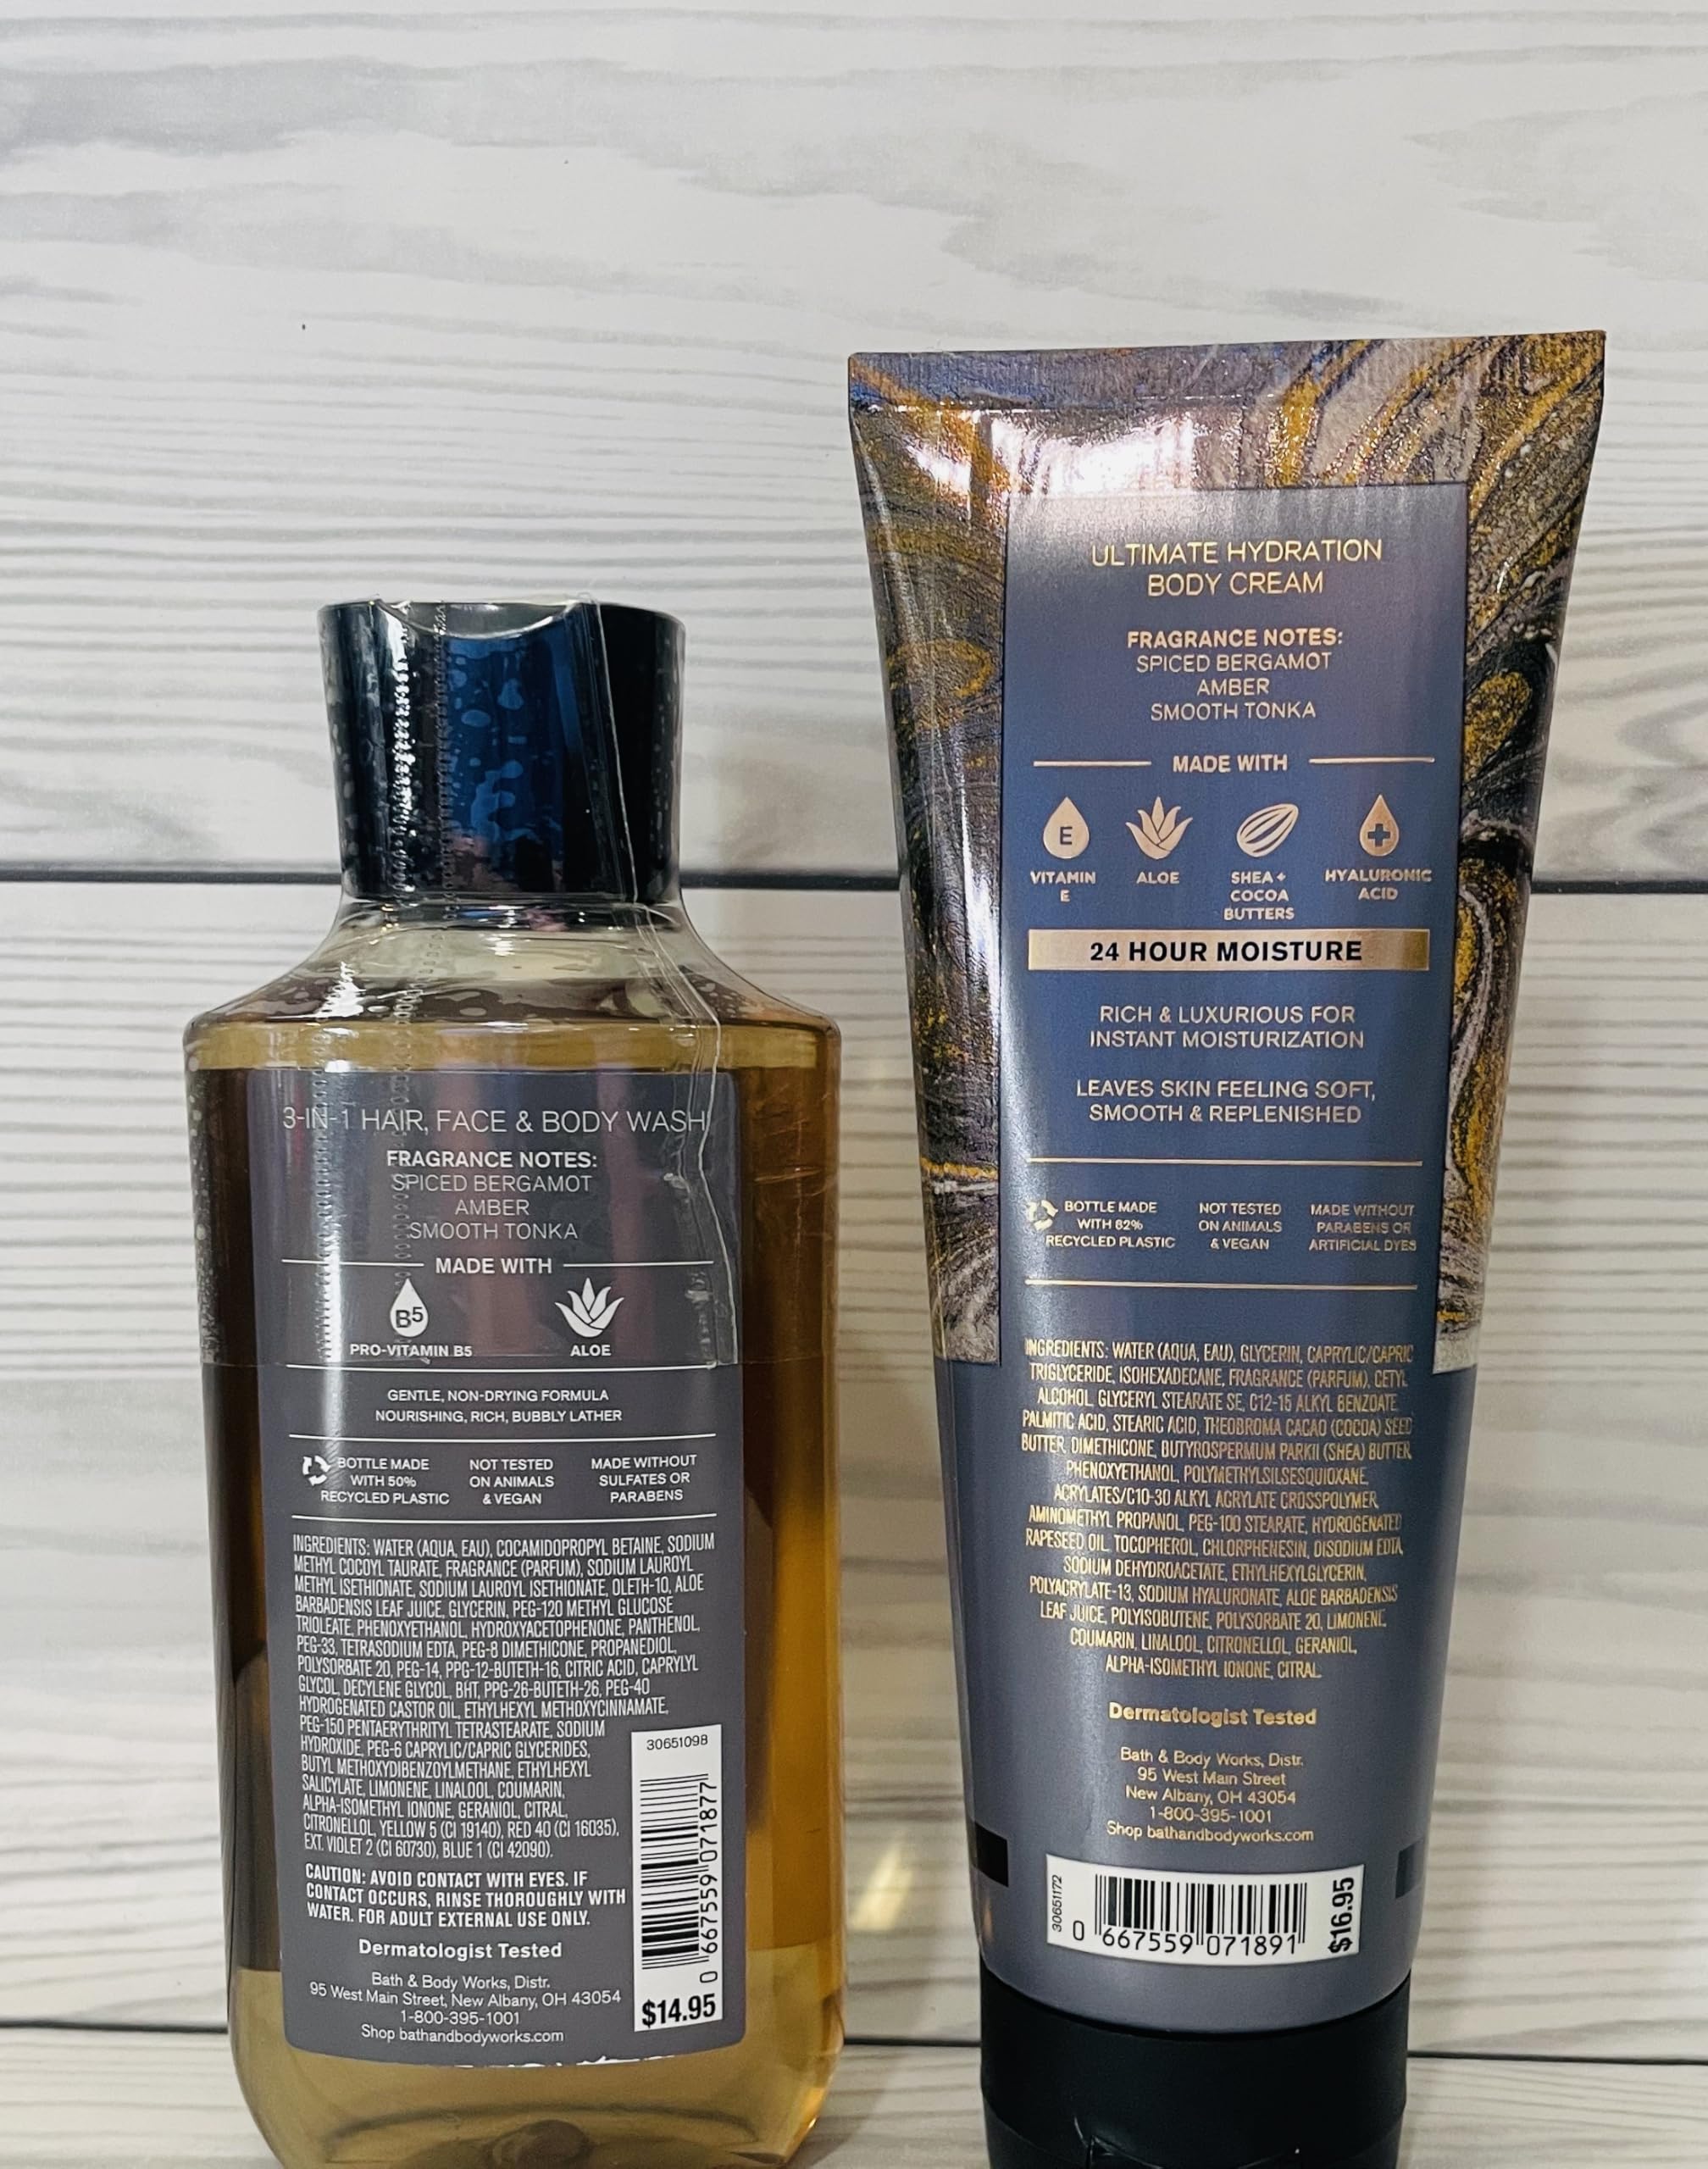 3-IN-1 HAIR, FACE & BODY WASH
FRAGRANCE NOTES:
SPICED BERGAMOT
AMBER
SMOOTH TONKA
MADE WITH
B5
PRO-VITAMIN B5
ALOE
GENTLE, NON-DRYING FORMULA
NOURISHING, RICH, BUBBLY LATHER
BOTTLE MADE
WITH 50%
RECYCLED PLASTIC
NOT TESTED
ON ANIMALS
& VEGAN
MADE WITHOUT
SULFATES OR
PARABENS
INGREDIENTS: WATER (AQUA, EAU), COCAMIDOPROPYL BETAINE, SODIUM
METHYL COCOYL TAURATE, FRAGRANCE (PARFUM), SODIUM LAUROYL
METHYL ISETHIONATE, SODIUM LAUROYL ISETHIONATE, OLETH-10, ALOE
BARBADENSIS LEAF JUICE, GLYCERIN, PEG-120 METHYL GLUCOSE
TRIOLEATE, PHENOXYETHANOL, HYDROXYACETOPHENONE, PANTHENOL,
PEG-33, TETRASODIUM EDTA, PEG-8 DIMETHICONE, PROPANEDIOL,
POLYSORBATE 20, PEG-14, PPG-12-BUTETH-16, CITRIC ACID, CAPRYLYL
GLYCOL, DECYLENE GLYCOL, BHT, PPG-26-BUTETH-26, PEG-40
HYDROGENATED CASTOR OIL, ETHYLHEXYL METHOXYCINNAMATE,
PEG-150 PENTAERYTHRITYL TETRASTEARATE, SODIUM
HYDROXIDE, PEG-6 CAPRYLIC/CAPRIC GLYCERIDES,
BUTYL METHOXYDIBENZOYLMETHANE, ETHYLHEXYL
SALICYLATE, LIMONENE, LINALOOL, COUMARIN,
ALPHA-ISOMETHYL IONONE, GERANIOL, CITRAL,
CITRONELLOL, YELLOW 5 (CI 19140), RED 40 (CI 16035),
EXT. VIOLET 2 (CI 60730), BLUE 1 (CI 42090).
CAUTION: AVOID CONTACT WITH EYES. IF
CONTACT OCCURS, RINSE THOROUGHLY WITH
WATER. FOR ADULT EXTERNAL USE ONLY.
Dermatologist Tested
Bath & Body Works, Distr.
95 West Main Street, New Albany, OH 43054
1-800-395-1001
Shop bathandbodyworks.com
30651098
0 667559 071877
$14.95
ULTIMATE HYDRATION
BODY CREAM
FRAGRANCE NOTES:
SPICED BERGAMOT
AMBER
SMOOTH TONKA
MADE WITH
E
VITAMIN
E
ALOE
SHEA +
COCOA
BUTTERS
HYALURONIC
ACID
24 HOUR MOISTURE
RICH & LUXURIOUS FOR
INSTANT MOISTURIZATION
LEAVES SKIN FEELING SOFT,
SMOOTH & REPLENISHED
BOTTLE MADE
WITH 82%
RECYCLED PLASTIC
NOT TESTED
ON ANIMALS
& VEGAN
MADE WITHOUT
PARABENS OR
ARTIFICIAL DYES
INGREDIENTS: WATER (AQUA, EAU), GLYCERIN, CAPRYLIC/CAPRIC
TRIGLYCERIDE, ISOHEXADECANE, FRAGRANCE (PARFUM), CETYL
ALCOHOL, GLYCERYL STEARATE SE, C12-15 ALKYL BENZOATE,
PALMITIC ACID, STEARIC ACID, THEOBROMA CACAO (COCOA) SEED
BUTTER, DIMETHICONE, BUTYROSPERMUM PARKII (SHEA) BUTTER,
PHENOXYETHANOL, POLYMETHYLSILSESQUIOXANE,
ACRYLATES/C10-30 ALKYL ACRYLATE CROSSPOLYMER,
AMINOMETHYL PROPANOL, PEG-100 STEARATE, HYDROGENATED
RAPESEED OIL, TOCOPHEROL, CHLORPHENESIN, DISODIUM EDTA,
SODIUM DEHYDROACETATE, ETHYLHEXYLGLYCERIN,
POLYACRYLATE-13, SODIUM HYALURONATE, ALOE BARBADENSIS
LEAF JUICE, POLYISOBUTENE, POLYSORBATE 20, LIMONENE,
COUMARIN, LINALOOL, CITRONELLOL, GERANIOL,
ALPHA-ISOMETHYL IONONE, CITRAL.
Dermatologist Tested
Bath & Body Works, Distr.
95 West Main Street
New Albany, OH 43054
1-800-395-1001
Shop bathandbodyworks.com
30651172
0 667559 071891
$16.95